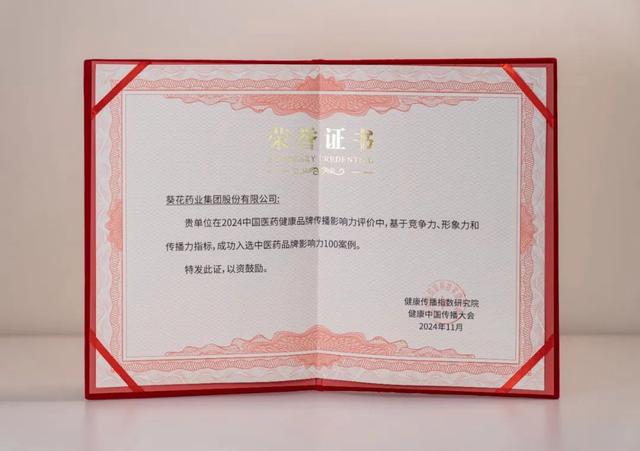 荣誉证书
HONORARY CREDENTIAL
葵花药业集团股份有限公司:
贵单位在2024中国医药健康品牌传播影响力评价中，基于竞争力、形象力和
传播力指标，成功入选中医药品牌影响力100案例。
特发此证，以资鼓励。
健康传播指数研究院
健康中国传播大会
2024年11月